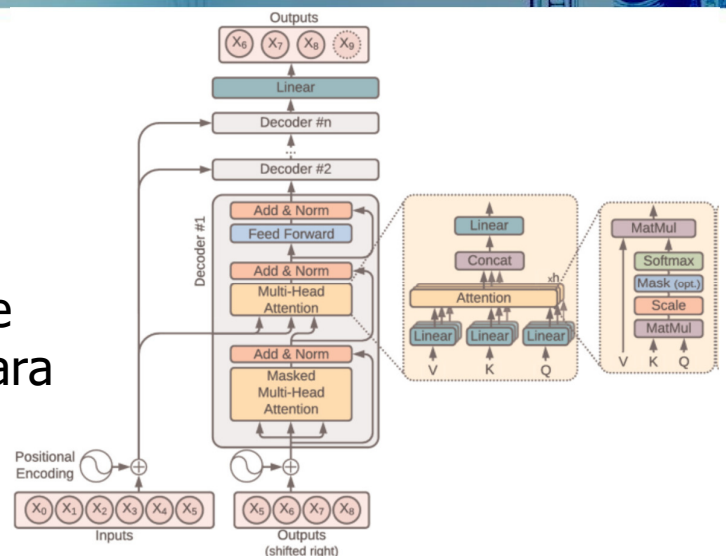 Outputs
X6 X7 X8 X9
Linear
Decoder #n
...
Decoder #2
Decoder #1
Add & Norm
Feed Forward
Add & Norm
Multi-Head
Attention
Add & Norm
Masked
Multi-Head
Attention
Positional
Encoding
X0 X1 X2 X3 X4 X5
Inputs
X5 X6 X7 X8
Outputs
(shifted right)
e
ara
Linear
Concat
xh
Attention
Linear Linear Linear
V K Q
MatMul
Softmax
Mask (opt.)
Scale
MatMul
V K Q